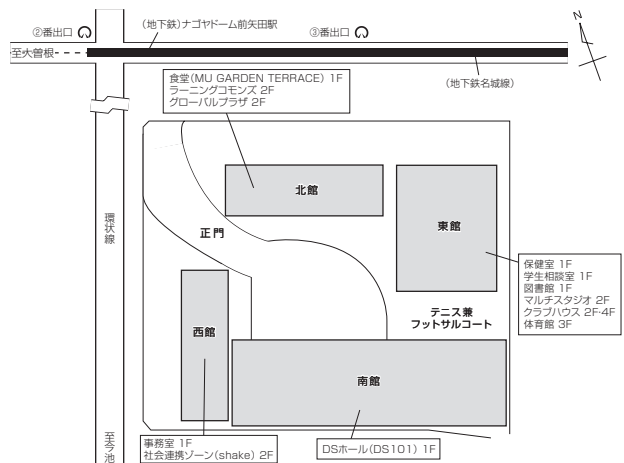 ②番出口
(地下鉄)ナゴヤドーム前矢田駅
③番出口
N
至大曽根
(地下鉄名城線)
食堂(MU GARDEN TERRACE) 1F
ラーニングコモンズ 2F
グローバルプラザ 2F
北館
東館
環状線
正門
保健室 1F
学生相談室 1F
図書館 1F
マルチスタジオ 2F
クラブハウス 2F・4F
体育館 3F
テニス兼
フットサルコート
西館
南館
至今池
事務室 1F
社会連携ゾーン(shake) 2F
DSホール(DS101) 1F